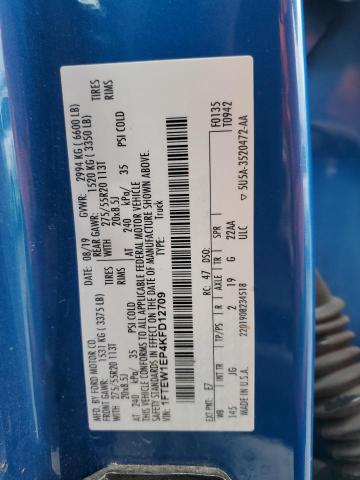 MFD. BY FORD MOTOR CO.
DATE: 08/19 GVWR: 2994 KG ( 6600 LB)
FRONT GAWR: 1531 KG ( 3375 LB) REAR GAWR: 1520 KG ( 3350 LB)
WITH 275/55R20 113T TIRES WITH 275/55R20 113T TIRES
20x8.5J RIMS 20x8.5J RIMS
AT 240 kPa/ 35 PSI COLD AT 240 kPa/ 35 PSI COLD
THIS VEHICLE CONFORMS TO ALL APPLICABLE FEDERAL MOTOR VEHICLE
SAFETY STANDARDS IN EFFECT ON THE DATE OF MANUFACTURE SHOWN ABOVE.
VIN: 1FTEW1EP4KFD12709
TYPE: Truck
F0135
T0942
EXT PNT: E7 RC: 47 DSO:
WB TP/PS R AXLE SPR
145 JG 2 19 G 22AA
ULC
2201908234518
5U5A-3520472-AA